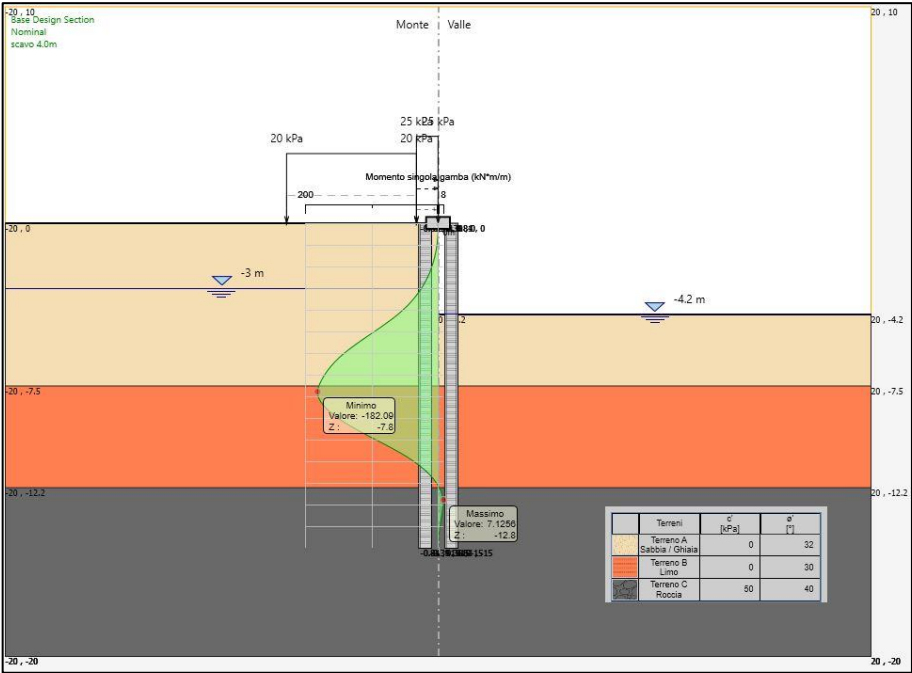 -20 , 10
20 , 10
Base Design Section
Nominal
scavo 4.0m
Monte
Valle
25 kPa
25 kPa
20 kPa
20 kPa
Momento singola gamba (kN*m/m)
200
8
-20 , 0
0, 0
-3 m
-4.2 m
20 , -4.2
-20 , -7.5
20 , -7.5
Minimo
Valore: -182.09
Z : -7.8
-20 , -12.2
20 , -12.2
Massimo
Valore: 7.1256
Z : -12.8
Terreni c' [kPa] ø' [°]
Terreno A Sabbia / Ghiaia 0 32
Terreno B Limo 0 30
Terreno C Roccia 50 40
-20 , -20
20 , -20